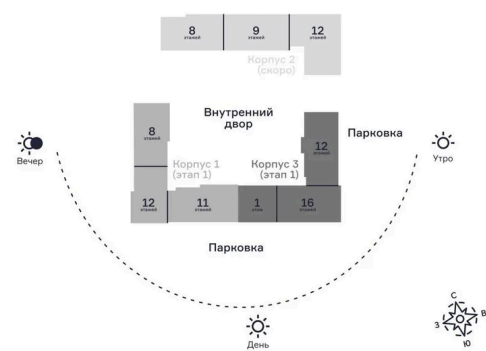 8
этажей
9
этажей
12
этажей
Корпус 2
(скоро)
Внутренний
двор
8
этажей
12
этажей
Парковка
Вечер
Утро
Корпус 1
(этап 1)
Корпус 3
(этап 1)
12
этажей
11
этажей
1
этаж
16
этажей
Парковка
День
С
В
З
Ю